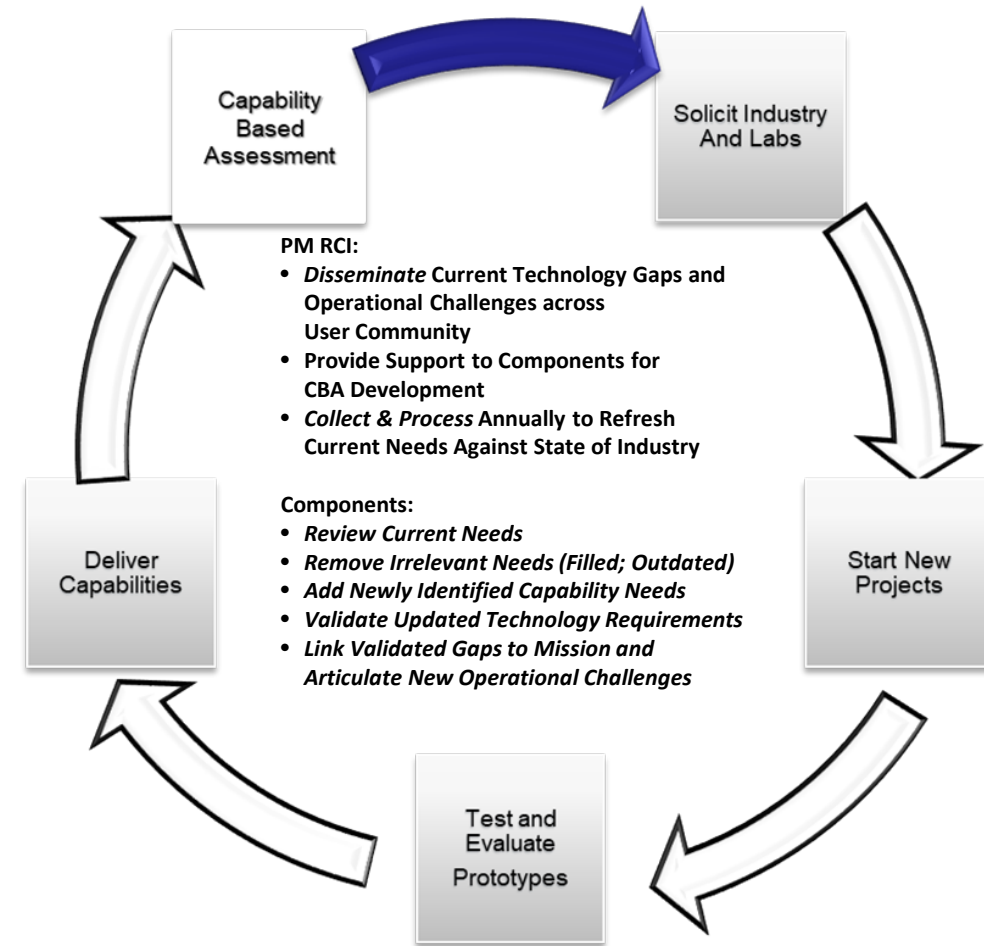 Capability
Based
Assessment
Solicit Industry
And Labs
PM RCI:
• Disseminate Current Technology Gaps and
Operational Challenges across
User Community
• Provide Support to Components for
CBA Development
• Collect & Process Annually to Refresh
Current Needs Against State of Industry
Components:
• Review Current Needs
• Remove Irrelevant Needs (Filled; Outdated)
• Add Newly Identified Capability Needs
• Validate Updated Technology Requirements
• Link Validated Gaps to Mission and
Articulate New Operational Challenges
Deliver
Capabilities
Start New
Projects
Test and
Evaluate
Prototypes